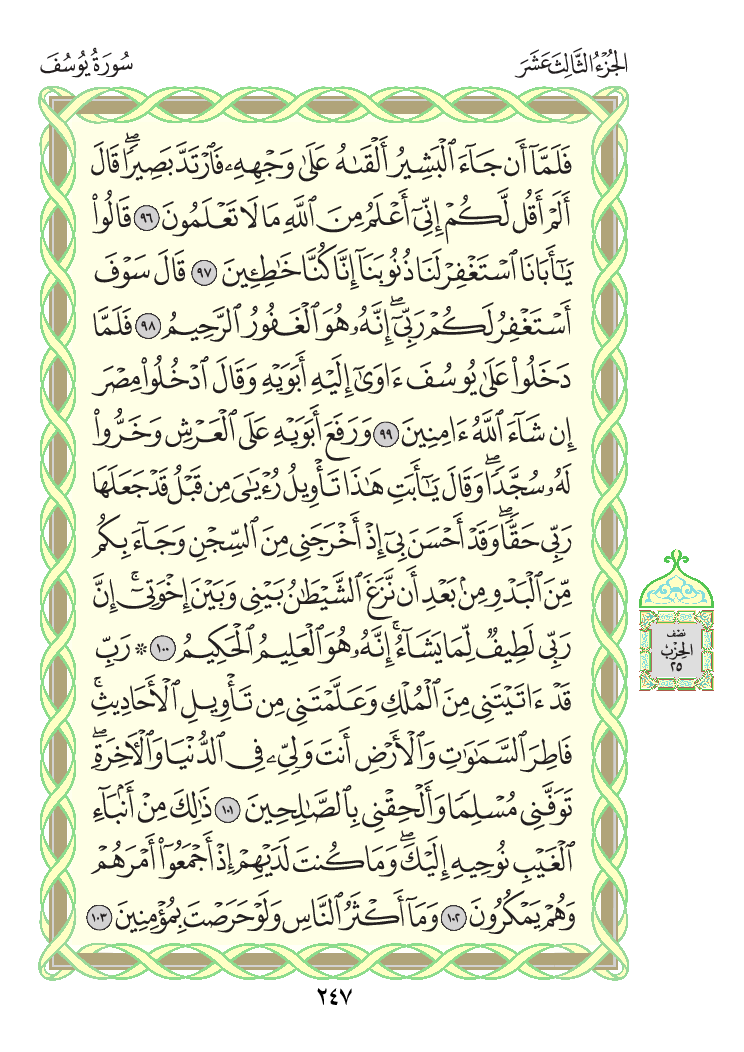 الجُزْءُ الثَّالِثَ عَشَرَ
سُورَةُ يُوسُفَ
فَلَمَّآ أَن جَآءَ ٱلْبَشِيرُ أَلْقَىٰهُ عَلَىٰ وَجْهِهِۦ فَٱرْتَدَّ بَصِيرًاۖ قَالَ
أَلَمْ أَقُل لَّكُمْ إِنِّىٓ أَعْلَمُ مِنَ ٱللَّهِ مَا لَا تَعْلَمُونَ ٩٦ قَالُوا۟
يَـٰٓأَبَانَا ٱسْتَغْفِرْ لَنَا ذُنُوبَنَآ إِنَّا كُنَّا خَـٰطِـِٔينَ ٩٧ قَالَ سَوْفَ
أَسْتَغْفِرُ لَكُمْ رَبِّىٓۖ إِنَّهُۥ هُوَ ٱلْغَفُورُ ٱلرَّحِيمُ ٩٨ فَلَمَّا
دَخَلُوا۟ عَلَىٰ يُوسُفَ ءَاوَىٰٓ إِلَيْهِ أَبَوَيْهِ وَقَالَ ٱدْخُلُوا۟ مِصْرَ
إِن شَآءَ ٱللَّهُ ءَامِنِينَ ٩٩ وَرَفَعَ أَبَوَيْهِ عَلَى ٱلْعَرْشِ وَخَرُّوا۟
لَهُۥ سُجَّدًاۖ وَقَالَ يَـٰٓأَبَتِ هَـٰذَا تَأْوِيلُ رُءْيَـٰىَ مِن قَبْلُ قَدْ جَعَلَهَا
رَبِّى حَقًّاۖ وَقَدْ أَحْسَنَ بِىٓ إِذْ أَخْرَجَنِى مِنَ ٱلسِّجْنِ وَجَآءَ بِكُم
مِّنَ ٱلْبَدْوِ مِنۢ بَعْدِ أَن نَّزَغَ ٱلشَّيْطَـٰنُ بَيْنِى وَبَيْنَ إِخْوَتِىٓۚ إِنَّ
رَبِّى لَطِيفٌ لِّمَا يَشَآءُۚ إِنَّهُۥ هُوَ ٱلْعَلِيمُ ٱلْحَكِيمُ ١٠٠ ۞ رَبِّ
قَدْ ءَاتَيْتَنِى مِنَ ٱلْمُلْكِ وَعَلَّمْتَنِى مِن تَأْوِيلِ ٱلْأَحَادِيثِۚ
فَاطِرَ ٱلسَّمَـٰوَٰتِ وَٱلْأَرْضِ أَنتَ وَلِىِّۦ فِى ٱلدُّنْيَا وَٱلْـَٔاخِرَةِۖ
تَوَفَّنِى مُسْلِمًا وَأَلْحِقْنِى بِٱلصَّـٰلِحِينَ ١٠١ ذَٰلِكَ مِنْ أَنۢبَآءِ
ٱلْغَيْبِ نُوحِيهِ إِلَيْكَۖ وَمَا كُنتَ لَدَيْهِمْ إِذْ أَجْمَعُوٓا۟ أَمْرَهُمْ
وَهُمْ يَمْكُرُونَ ١٠٢ وَمَآ أَكْثَرُ ٱلنَّاسِ وَلَوْ حَرَصْتَ بِمُؤْمِنِينَ ١٠٣
نِصْف
الحِزْب
٢٥
٢٤٧